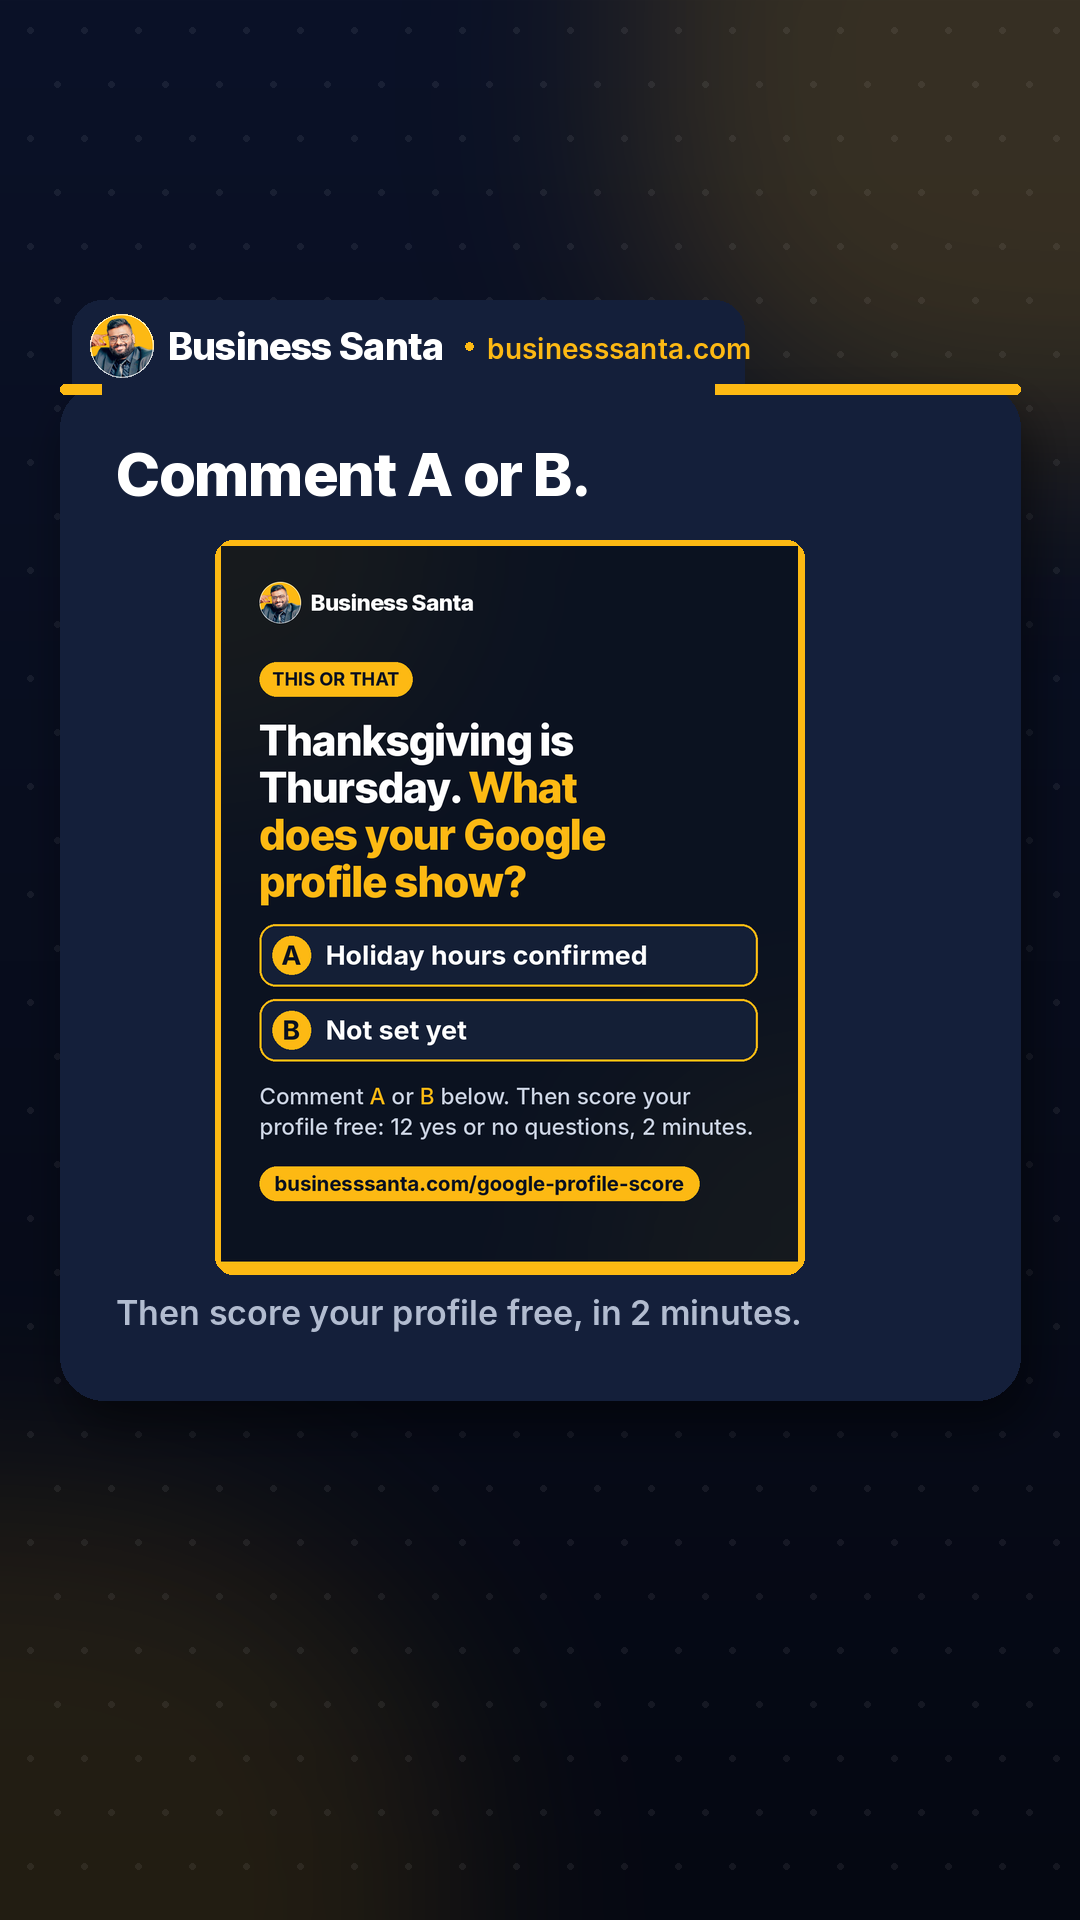 Business Santa • businesssanta.com
Comment A or B.
Business Santa
THIS OR THAT
Thanksgiving is
Thursday. What
does your Google
profile show?
A Holiday hours confirmed
B Not set yet
Comment A or B below. Then score your
profile free: 12 yes or no questions, 2 minutes.
businesssanta.com/google-profile-score
Then score your profile free, in 2 minutes.